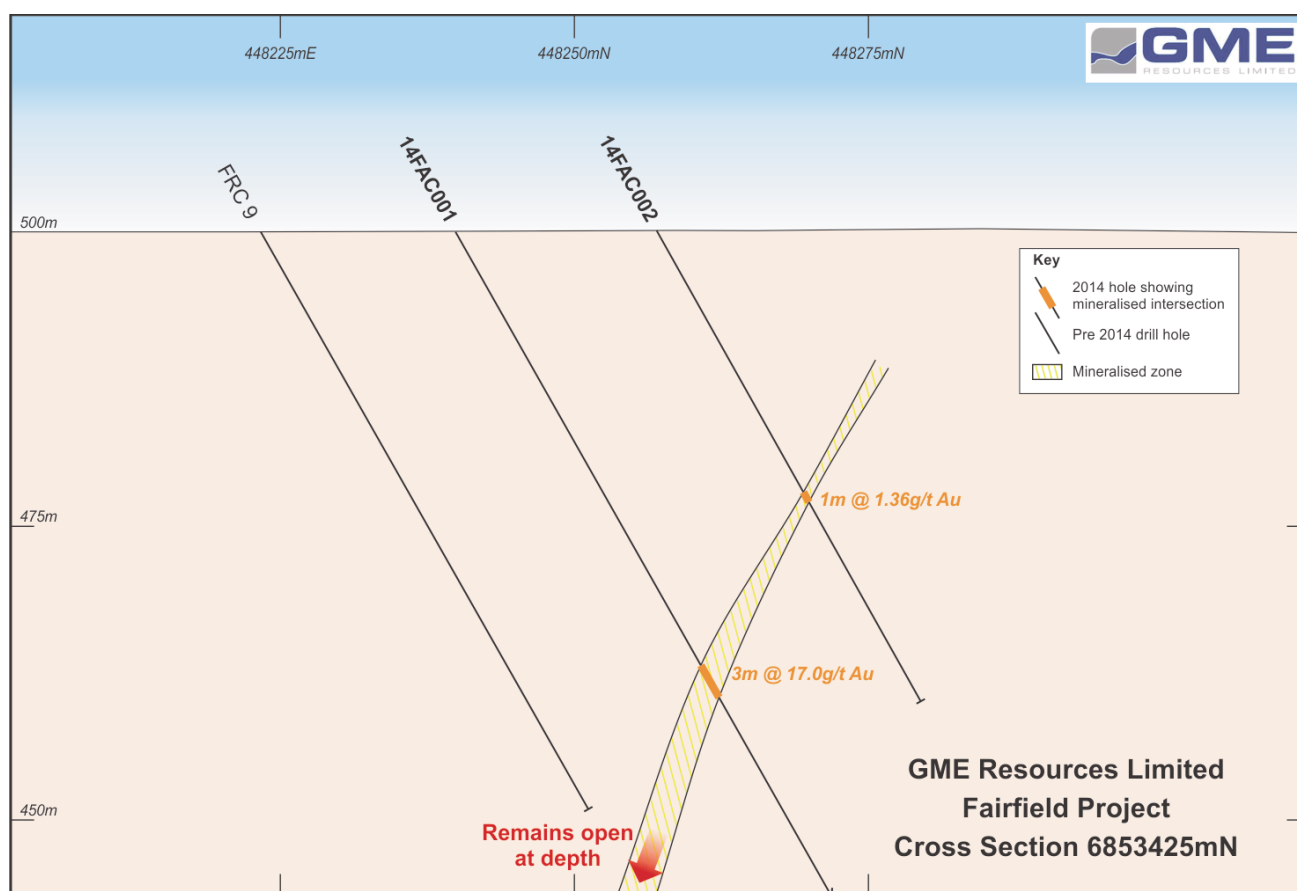 448225mE
448250mN
448275mN
GME
RESOURCES LIMITED
FRC 9
14FAC001
14FAC002
500m
Key
2014 hole showing
mineralised intersection
Pre 2014 drill hole
Mineralised zone
475m
1m @ 1.36g/t Au
3m @ 17.0g/t Au
450m
Remains open
at depth
GME Resources Limited
Fairfield Project
Cross Section 6853425mN